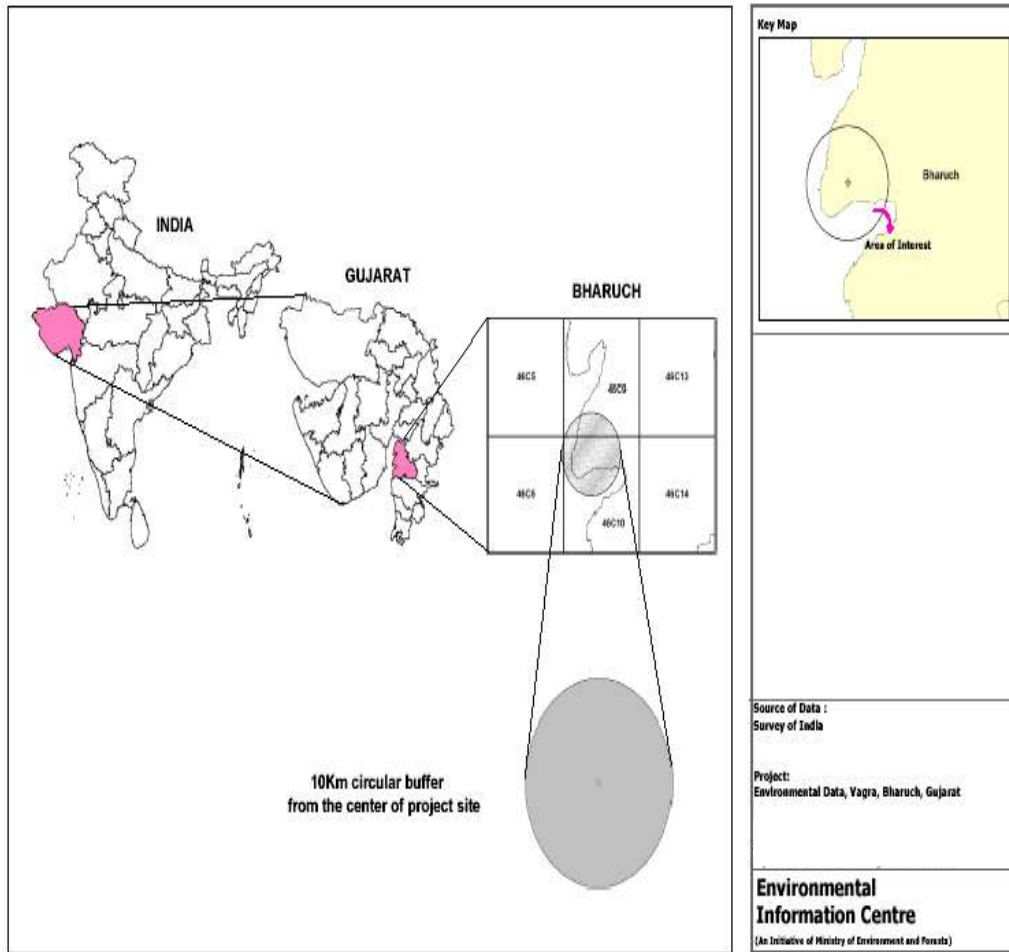 INDIA
GUJARAT
BHARUCH
46C5
46C9
46C13
46C6
46C10
46C14
10Km circular buffer
from the center of project site
Key Map
Bharuch
Area of Interest
Source of Data :
Survey of India
Project:
Environmental Data, Vagra, Bharuch, Gujarat
Environmental
Information Centre
(An Initiative of Ministry of Environment and Forests)